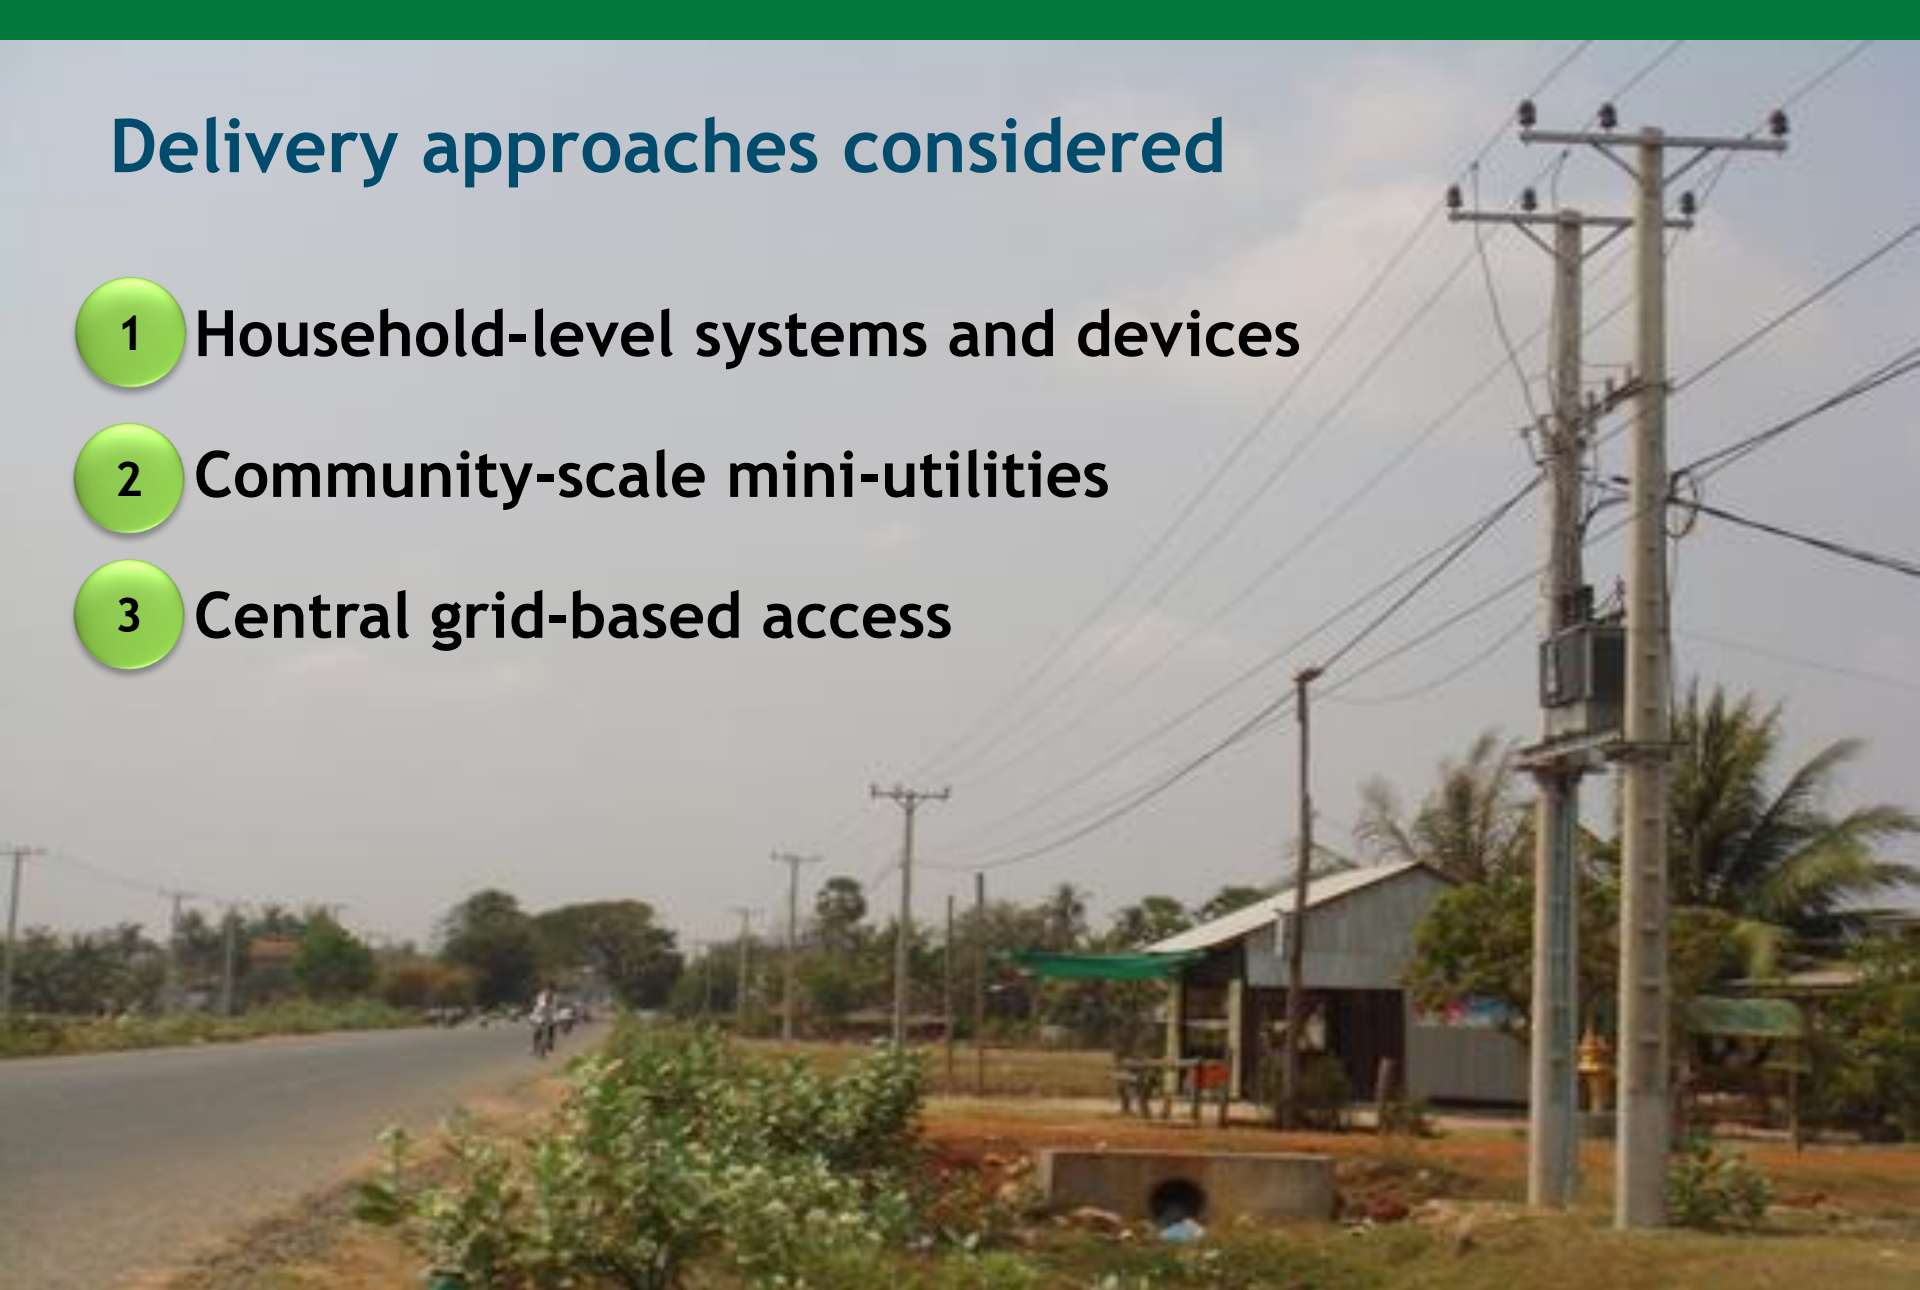 Delivery approaches considered
1 Household-level systems and devices
2 Community-scale mini-utilities
3 Central grid-based access